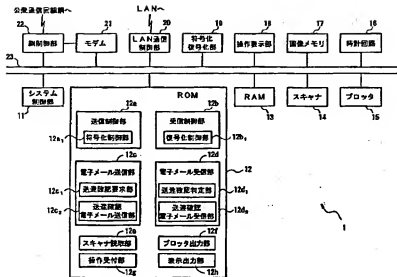 公衆通信回線網へ
LANへ
22 21 20 19 18 17 16
網制御部
モデム
LAN通信制御部
符号化復号化部
操作表示部
画像メモリ
時計回路
23
システム制御部
ROM
RAM
スキャナ
プロッタ
11 13 14 15
12a 12b
送信制御部
受信制御部
12a₁ 符号化制御部
復号化制御部 12b₁
12c 12d
電子メール送信部
電子メール受信部
12
12c₁ 送達確認要求部
送達確認判定部 12d₁
12c₂ 送達確認電子メール送信部
送達確認電子メール受信部 12d₂
12e 12f
スキャナ読取部
プロッタ出力部
操作受付部
表示出力部
12g 12h
1